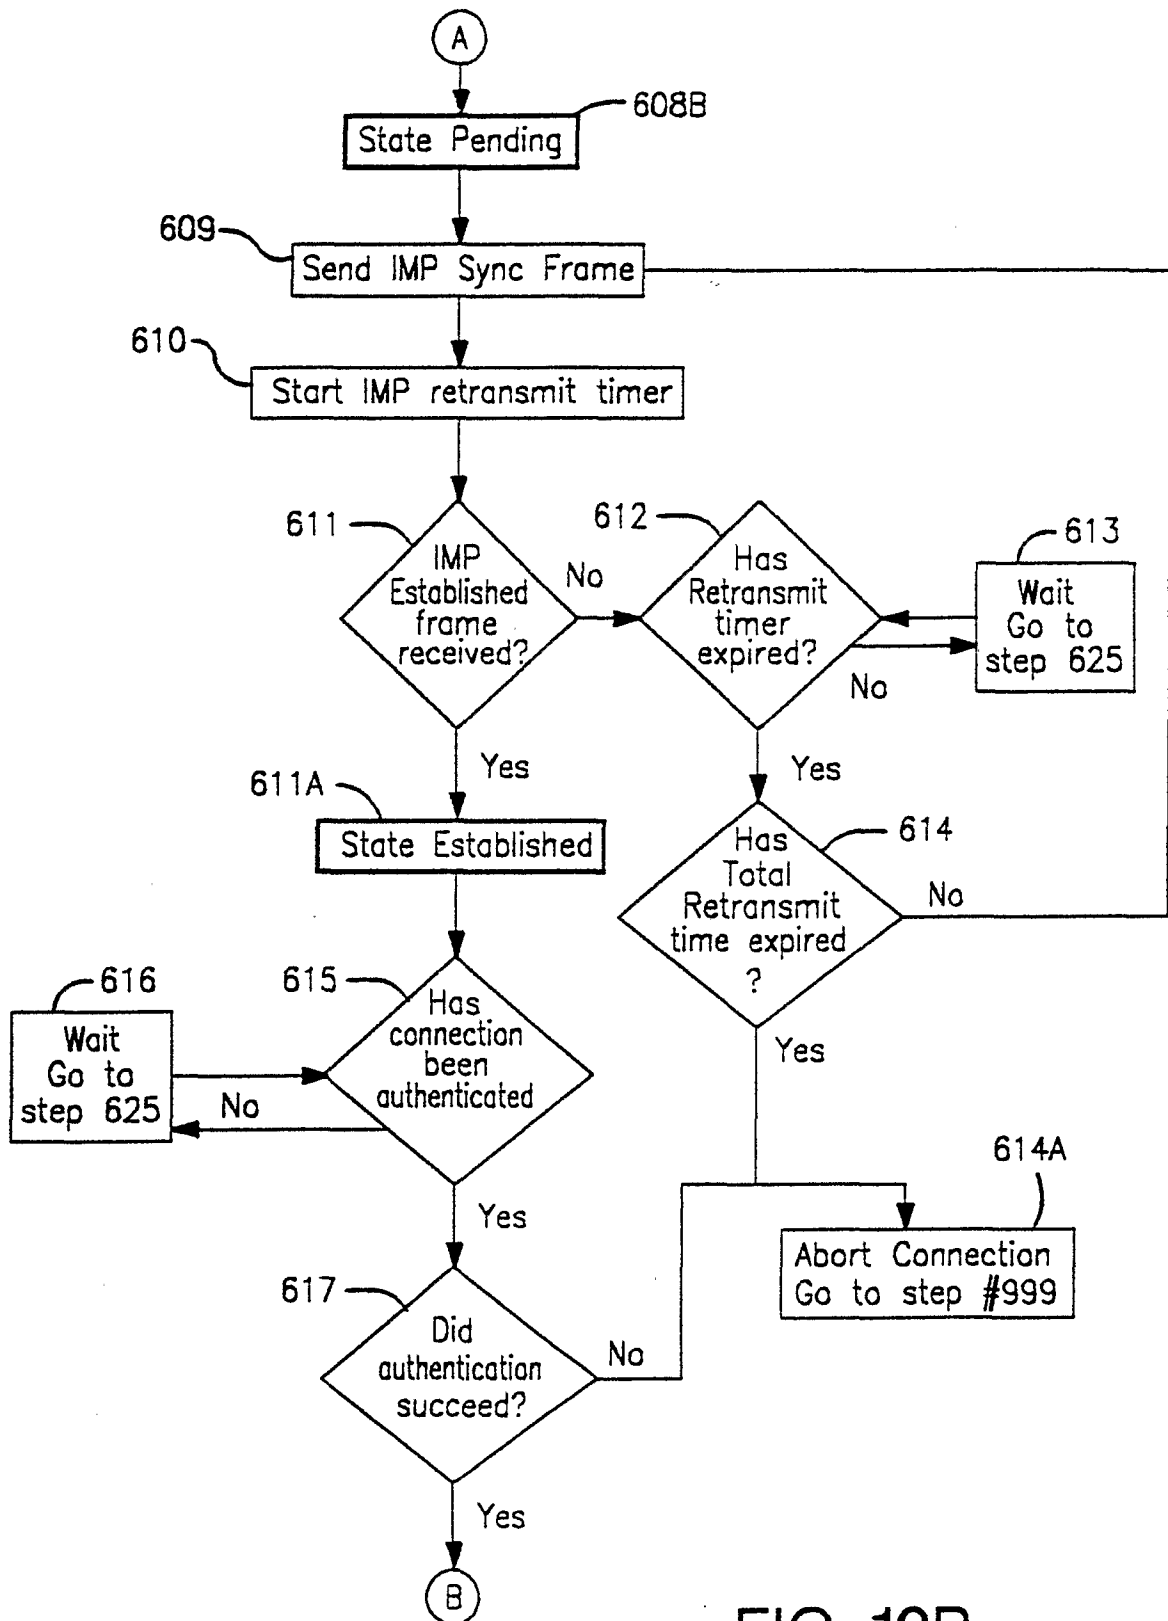 A
608B
State Pending
609
Send IMP Sync Frame
610
Start IMP retransmit timer
611
IMP
Established
frame
received?
No
612
Has
Retransmit
timer
expired?
No
613
Wait
Go to
step 625
Yes
Yes
611A
State Established
614
Has
Total
Retransmit
time expired
?
No
Yes
615
Has
connection
been
authenticated
616
Wait
Go to
step 625
No
Yes
614A
Abort Connection
Go to step #999
617
Did
authentication
succeed?
No
Yes
B